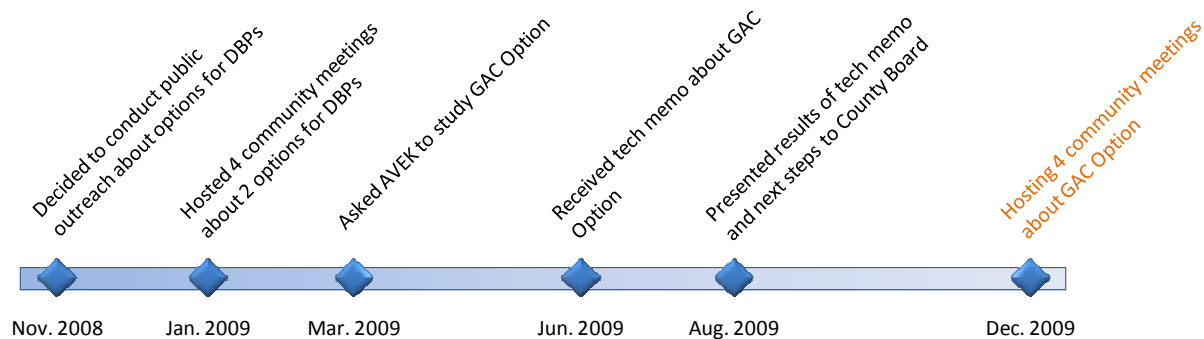 Decided to conduct public
outreach about options for DBPs
Hosted 4 community meetings
about 2 options for DBPs
Asked AVEK to study GAC Option
Received tech memo about GAC
Option
Presented results of tech memo
and next steps to County Board
Hosting 4 community meetings
about GAC Option
Nov. 2008
Jan. 2009
Mar. 2009
Jun. 2009
Aug. 2009
Dec. 2009